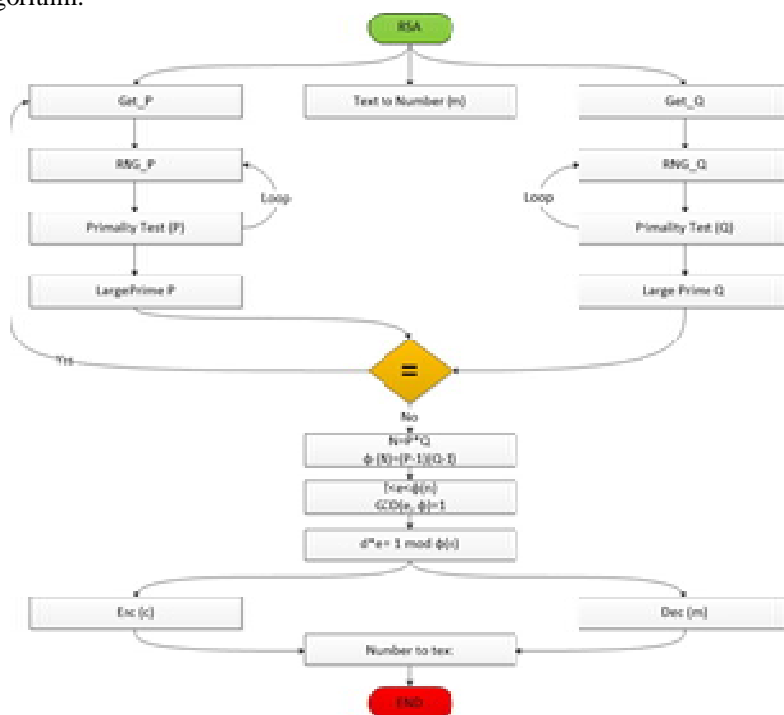 RSA
Get_P
Text to Number (m)
Get_Q
RNG_P
RNG_Q
Loop
Loop
Primality Test (P)
Primality Test (Q)
LargePrime P
Large Prime Q
=
Yes
No
N=P*Q
ф (N)=(P-1)(Q-1)
1<e<ф(n)
GCD(e, ф)=1
d*e= 1 mod ф(n)
Enc (c)
Dec (m)
Number to tex
END